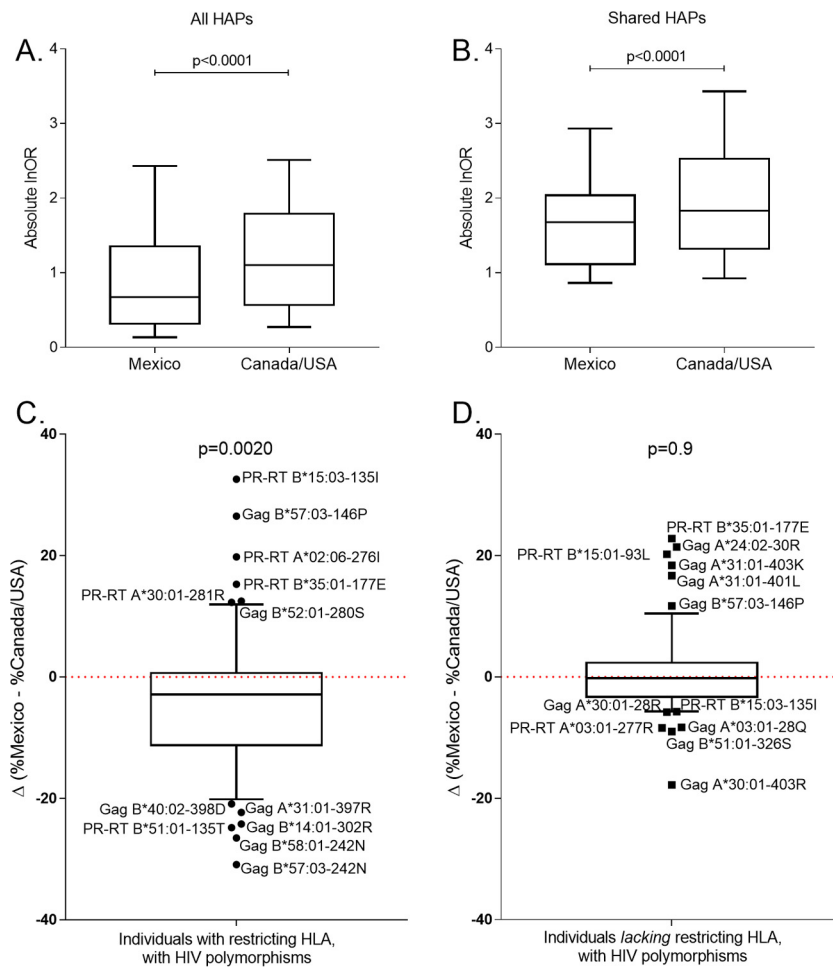 All HAPs
Shared HAPs
A.
B.
4
3
2
1
0
Absolute lnOR
p<0.0001
Mexico
Canada/USA
4
3
2
1
0
Absolute lnOR
p<0.0001
Mexico
Canada/USA
C.
40
20
0
-20
-40
Δ (%Mexico - %Canada/USA)
p=0.0020
PR-RT B*15:03-135I
Gag B*57:03-146P
PR-RT A*02:06-276I
PR-RT B*35:01-177E
PR-RT A*30:01-281R
Gag B*52:01-280S
Gag B*40:02-398D
Gag A*31:01-397R
PR-RT B*51:01-135T
Gag B*14:01-302R
Gag B*58:01-242N
Gag B*57:03-242N
Individuals with restricting HLA,
with HIV polymorphisms
D.
40
20
0
-20
-40
Δ (%Mexico - %Canada/USA)
p=0.9
PR-RT B*35:01-177E
Gag A*24:02-30R
PR-RT B*15:01-93L
Gag A*31:01-403K
Gag A*31:01-401L
Gag B*57:03-146P
Gag A*30:01-28R
PR-RT B*15:03-135I
PR-RT A*03:01-277R
Gag A*03:01-28Q
Gag B*51:01-326S
Gag A*30:01-403R
Individuals lacking restricting HLA,
with HIV polymorphisms